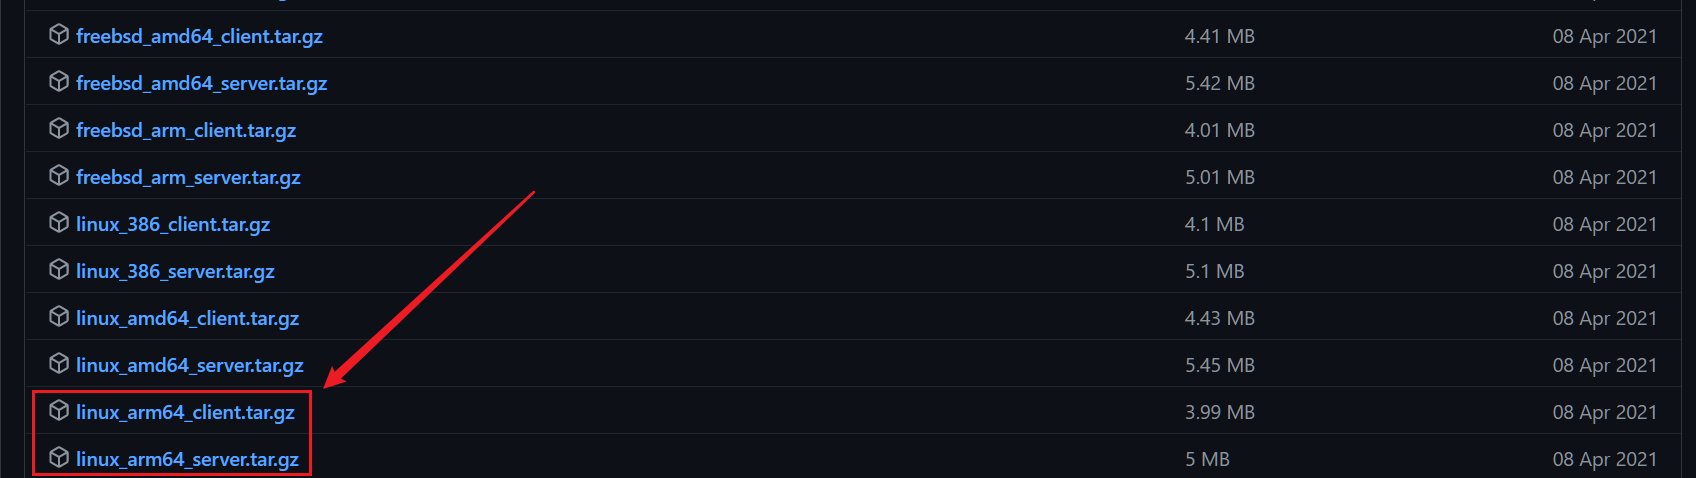 freebsd_amd64_client.tar.gz 4.41 MB 08 Apr 2021
freebsd_amd64_server.tar.gz 5.42 MB 08 Apr 2021
freebsd_arm_client.tar.gz 4.01 MB 08 Apr 2021
freebsd_arm_server.tar.gz 5.01 MB 08 Apr 2021
linux_386_client.tar.gz 4.1 MB 08 Apr 2021
linux_386_server.tar.gz 5.1 MB 08 Apr 2021
linux_amd64_client.tar.gz 4.43 MB 08 Apr 2021
linux_amd64_server.tar.gz 5.45 MB 08 Apr 2021
linux_arm64_client.tar.gz 3.99 MB 08 Apr 2021
linux_arm64_server.tar.gz 5 MB 08 Apr 2021